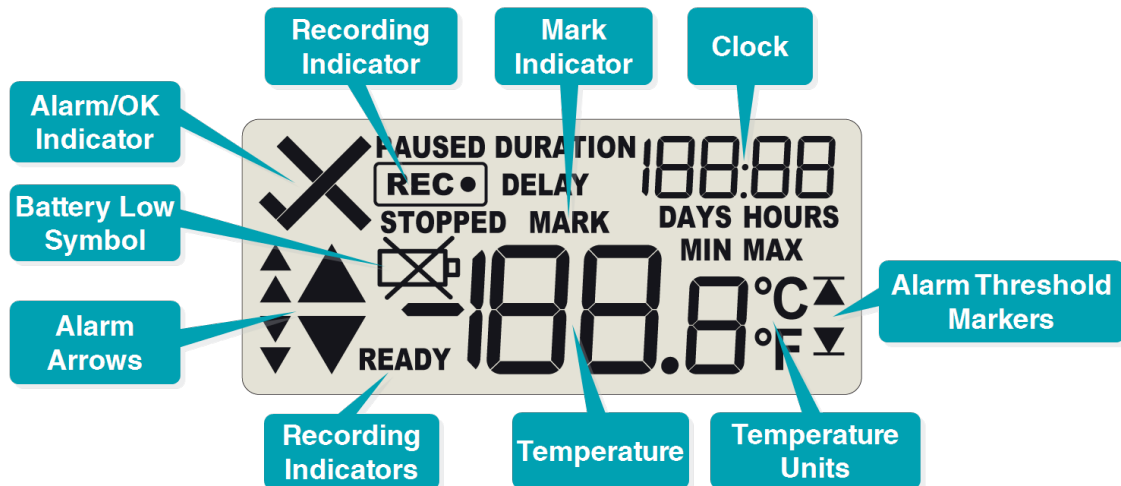 Recording
Indicator
Mark
Indicator
Clock
Alarm/OK
Indicator
PAUSED DURATION
188:88
REC
DELAY
Battery Low
Symbol
STOPPED MARK
DAYS HOURS
MIN MAX
-188.8
°C
°F
Alarm Threshold
Markers
Alarm
Arrows
READY
Recording
Indicators
Temperature
Temperature
Units